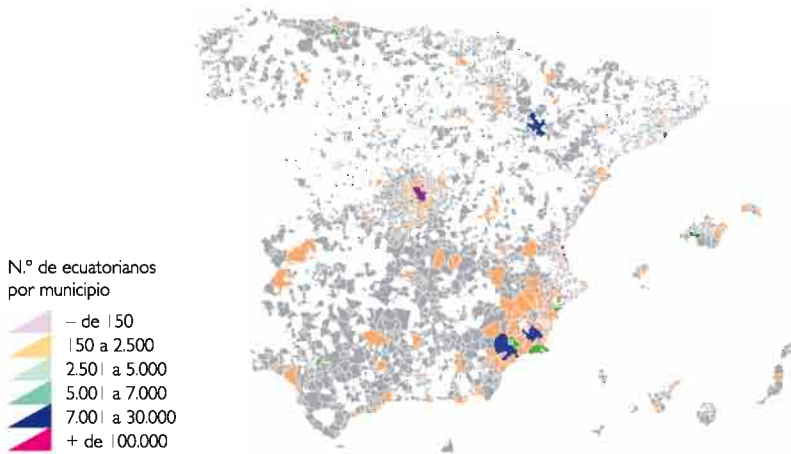 N.º de ecuatorianos
por municipio
– de 150
150 a 2.500
2.501 a 5.000
5.001 a 7.000
7.001 a 30.000
+ de 100.000